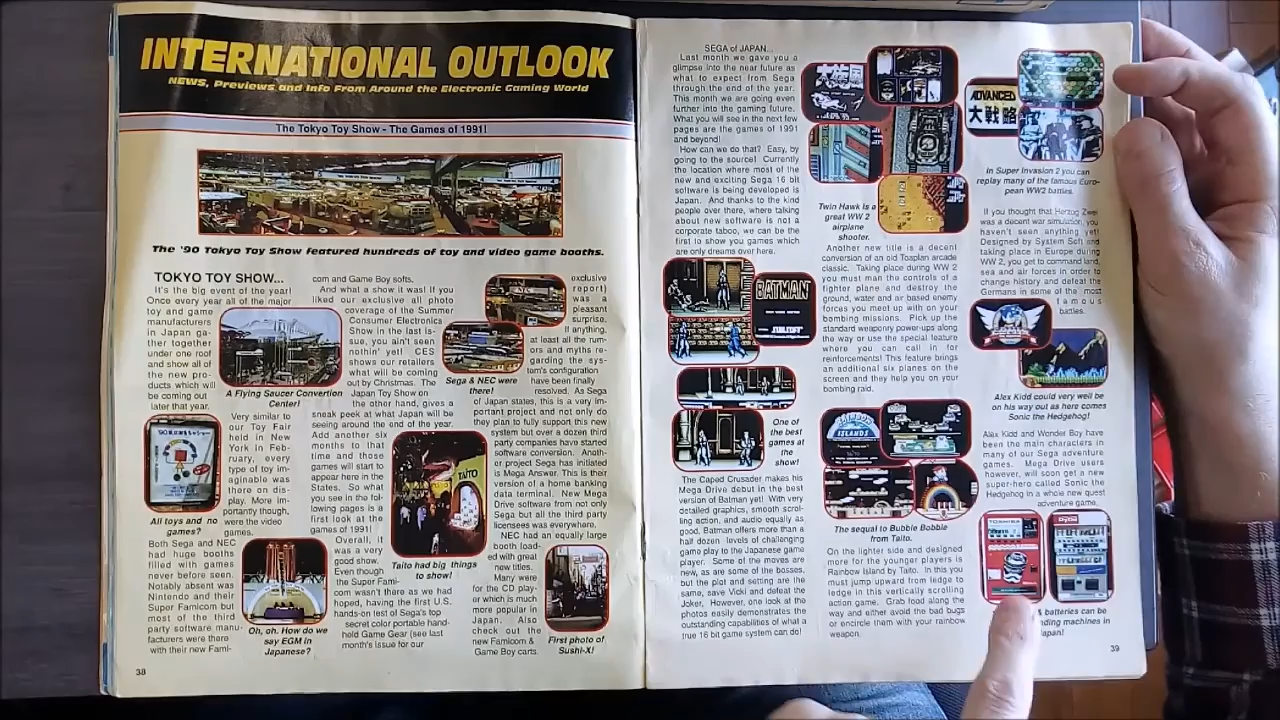 INTERNATIONAL OUTLOOK
NEWS, Previews and Info From Around the Electronic Gaming World
The Tokyo Toy Show - The Games of 1991!
The '90 Tokyo Toy Show featured hundreds of toy and video game booths.
TOKYO TOY SHOW...
It's the big event of the year!
Once every year all of the major
toy and game
manufacturers
in Japan ga-
ther together
under one roof
and show all of
the new pro-
ducts which will
be coming out
later that year.
A Flying Saucer Convention
Center!
Very similar to
our Toy Fair
held in New
York in Feb-
ruary, every
type of toy im-
aginable was
there on dis-
play. More im-
portantly though,
were the video
games.
All toys and no
games?
Both Sega and NEC
had huge booths
filled with games
never before seen.
Notably absent was
Nintendo and their
Super Famicom but
most of the third
party software manu-
facturers were there
with their new Fami-
Oh, oh. How do we
say EGM in
Japanese?
com and Game Boy softs.
And what a show it was! If you
liked our exclusive all photo
coverage of the Summer
Consumer Electronics
Show in the last is-
sue, you ain't seen
nothin' yet! CES
shows our retailers
what will be coming
out by Christmas. The
Japan Toy Show on
the other hand, gives a
sneak peek at what Japan will be
seeing around the end of the year.
Add another six
months to that
time and those
games will start to
appear here in the
States. So what
you see in the fol-
lowing pages is a
first look at the
games of 1991!
Overall, it
was a very
good show.
Even though
the Super Fami-
com wasn't there as we had
hoped, having the first U.S.
hands-on test of Sega's top
secret color portable hand-
held Game Gear (see last
month's issue for our
Sega & NEC were
there!
TAITO
Taito had big things
to show!
exclusive
report)
was a
pleasant
surprise.
If anything,
at least all the rum-
ors and myths re-
garding the sys-
tem's configuration
have been finally
resolved. As Sega
of Japan states, this is a very im-
portant project and not only do
they plan to fully support this new
system but over a dozen third
party companies have started
software conversion. Anoth-
er project Sega has initiated
is Mega Answer. This is their
version of a home banking
data terminal. New Mega
Drive software from not only
Sega but all the third party
licensees was everywhere.
NEC had an equally large
booth load-
ed with great
new titles.
Many were
for the CD play-
er which is much
more popular in
Japan. Also
check out the
new Famicom &
Game Boy carts.
First photo of
Sushi-X!
38
SEGA of JAPAN...
Last month we gave you a
glimpse into the near future as
what to expect from Sega
through the end of the year.
This month we are going even
further into the gaming future.
What you will see in the next few
pages are the games of 1991
and beyond!
How can we do that? Easy, by
going to the source! Currently
the location where most of the
new and exciting Sega 16 bit
software is being developed is
Japan. And thanks to the kind
people over there, where talking
about new software is not a
corporate taboo, we can be the
first to show you games which
are only dreams over here.
BATMAN
SUNSOFT
One of
the best
games at
the show!
The Caped Crusader makes his
Mega Drive debut in the best
version of Batman yet! With very
detailed graphics, smooth scrol-
ling action, and audio equally as
good, Batman offers more than a
half dozen levels of challenging
game play to the Japanese game
player. Some of the moves are
new, as are some of the bosses,
but the plot and setting are the
same, save Vicki and defeat the
Joker. However, one look at the
photos easily demonstrates the
outstanding capabilities of what a
true 16 bit game system can do!
Twin Hawk is a
great WW 2
airplane
shooter.
Another new title is a decent
conversion of an old Toaplan arcade
classic. Taking place during WW 2
you must man the controls of a
fighter plane and destroy the
ground, water and air based enemy
forces you meet up with on your
bombing missions. Pick up the
standard weaponry power-ups along
the way or use the special feature
where you can call in for
reinforcements! This feature brings
an additional six planes on the
screen and they help you on your
bombing raid.
RAINBOW
ISLANDS
The sequel to Bubble Bobble
from Taito.
On the lighter side and designed
more for the younger players is
Rainbow Island by Taito. In this you
must jump upward from ledge to
ledge in this vertically scrolling
action game. Grab food along the
way and either avoid the bad bugs
or encircle them with your rainbow
weapon.
ADVANCED
大戦略
In Super Invasion 2 you can
replay many of the famous Euro-
pean WW2 battles.
If you thought that Herzog Zwei
was a decent war simulation, you
haven't seen anything yet!
Designed by System Soft and
taking place in Europe during
WW 2, you get to command land,
sea and air forces in order to
change history and defeat the
Germans in some of the most
famous
battles.
Alex Kidd could very well be
on his way out as here comes
Sonic the Hedgehog!
Alex Kidd and Wonder Boy have
been the main characters in
many of our Sega adventure
games. Mega Drive users
however, will soon get a new
super-hero called Sonic the
Hedgehog in a whole new quest
adventure game.
TOSHIBA
& batteries can be
machines in
39